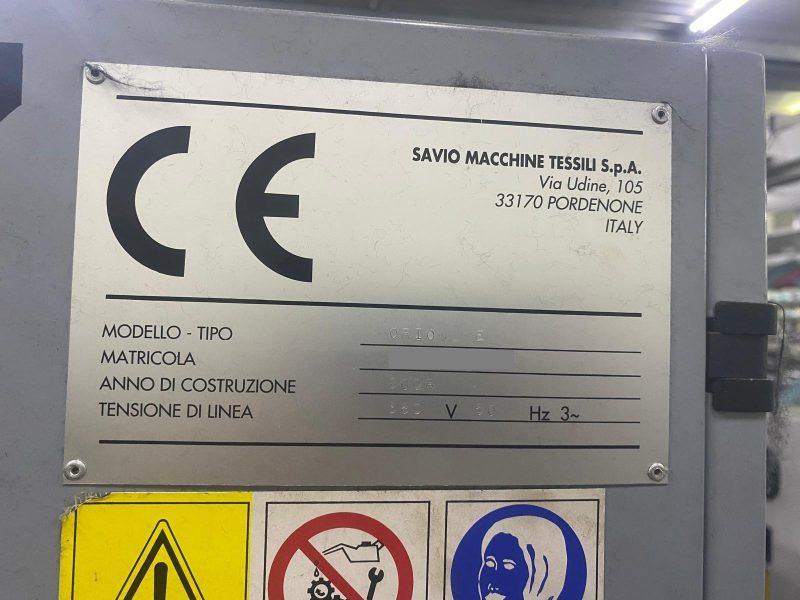 CE
SAVIO MACCHINE TESSILI S.p.A.
Via Udine, 105
33170 PORDENONE
ITALY
MODELLO - TIPO E
MATRICOLA
ANNO DI COSTRUZIONE
TENSIONE DI LINEA V Hz 3~